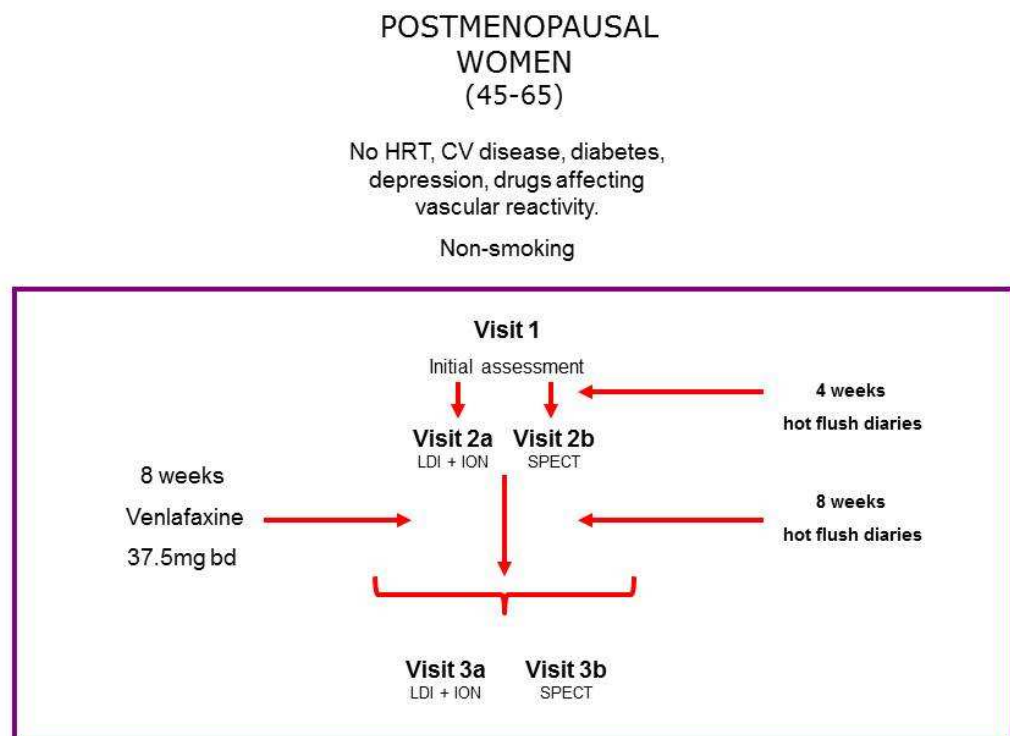 POSTMENOPAUSAL
WOMEN
(45-65)
No HRT, CV disease, diabetes,
depression, drugs affecting
vascular reactivity.
Non-smoking
Visit 1
Initial assessment
4 weeks
hot flush diaries
Visit 2a Visit 2b
LDI + ION SPECT
8 weeks
Venlafaxine
37.5mg bd
8 weeks
hot flush diaries
Visit 3a Visit 3b
LDI + ION SPECT